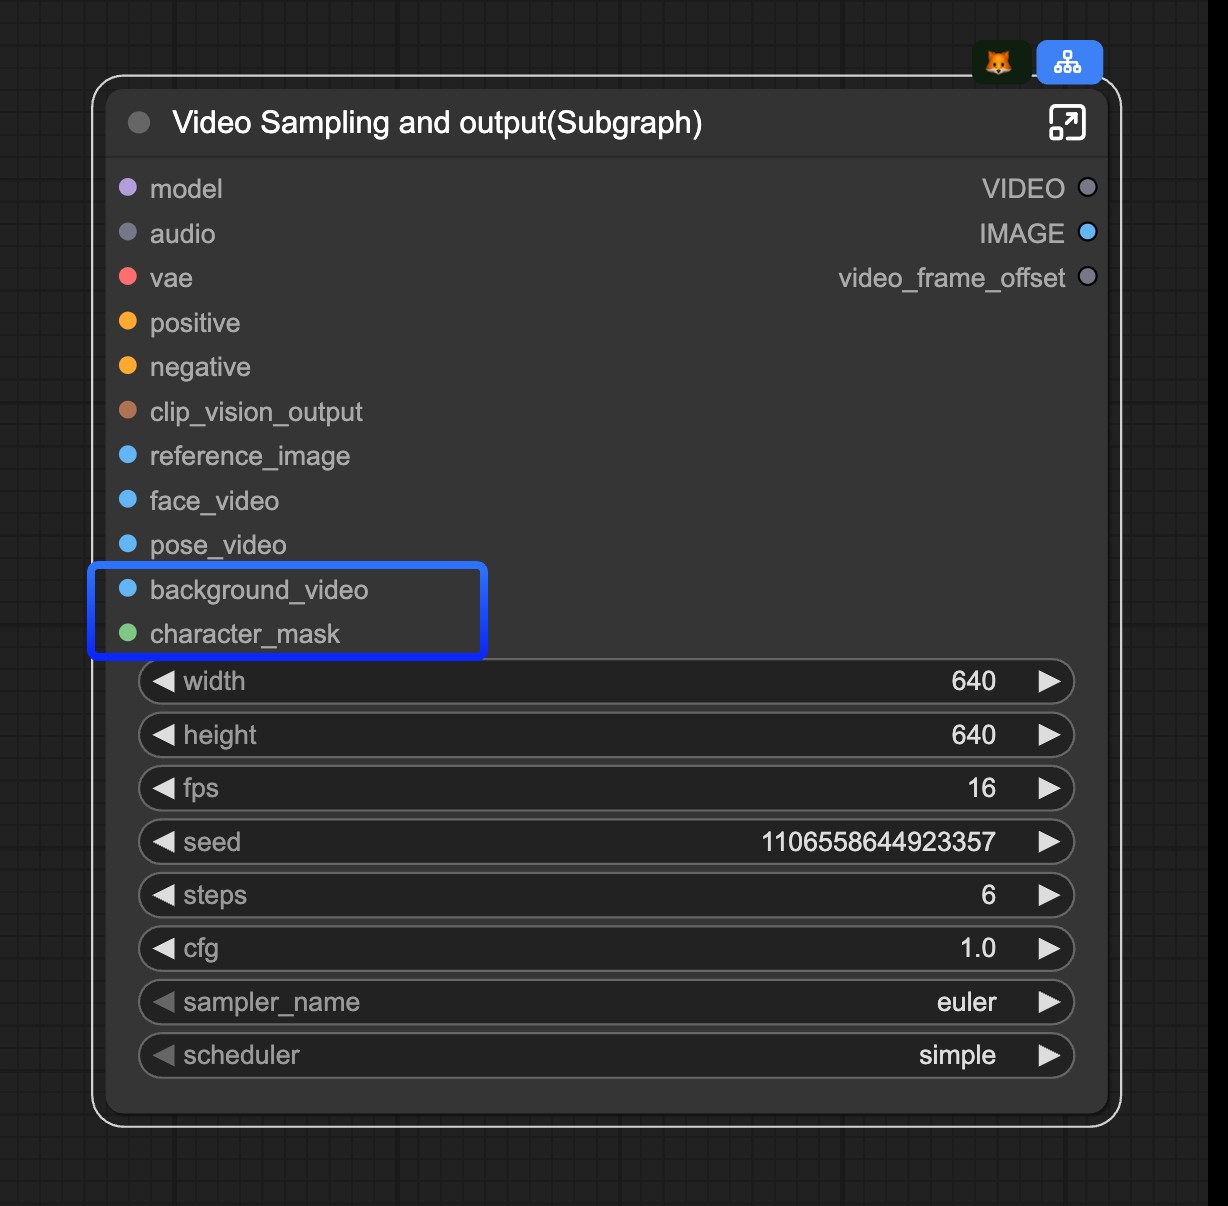 Video Sampling and output(Subgraph)
model
VIDEO
audio
IMAGE
vae
video_frame_offset
positive
negative
clip_vision_output
reference_image
face_video
pose_video
background_video
character_mask
width 640
height 640
fps 16
seed 1106558644923357
steps 6
cfg 1.0
sampler_name euler
scheduler simple